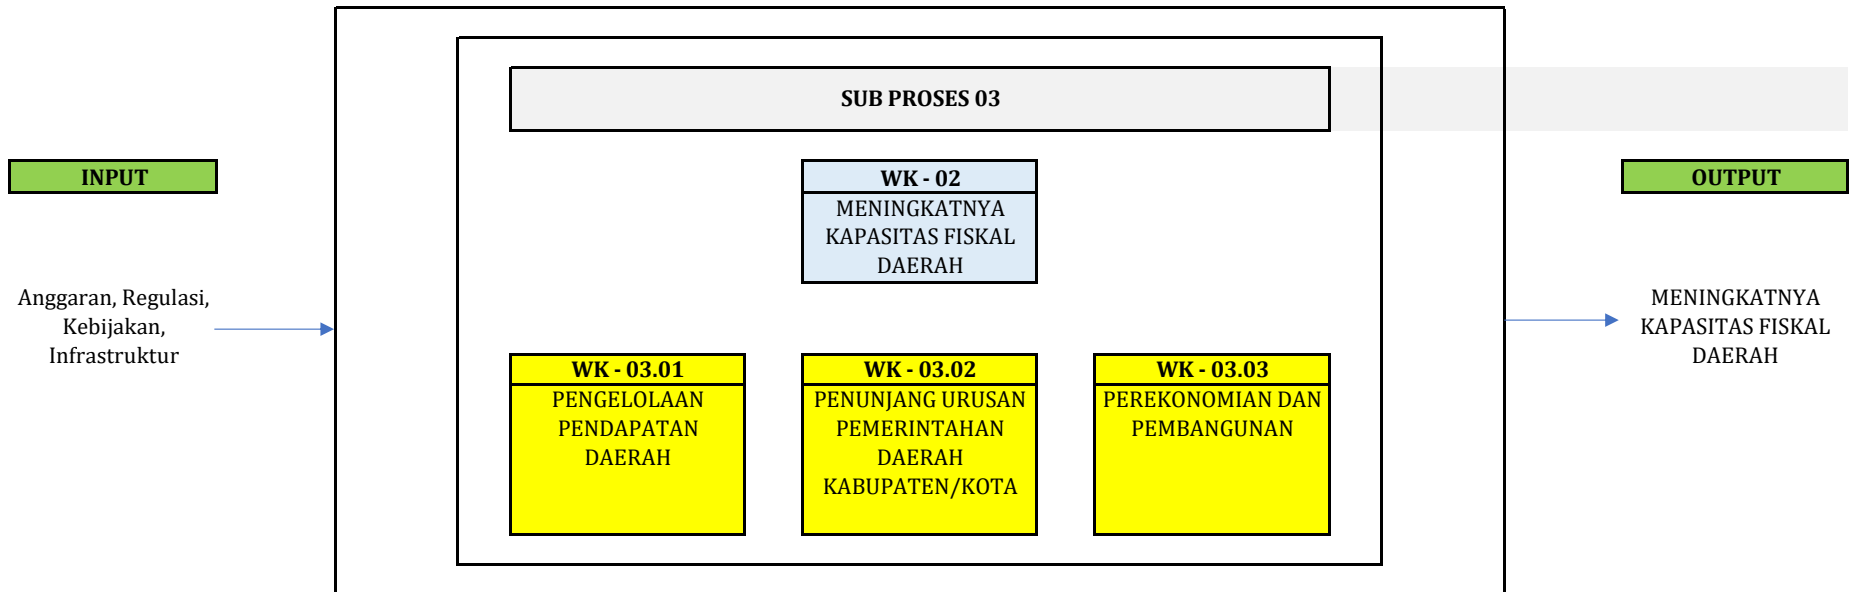 SUB PROSES 03
INPUT
WK - 02
OUTPUT
MENINGKATNYA
KAPASITAS FISKAL
DAERAH
Anggaran, Regulasi,
Kebijakan,
Infrastruktur
MENINGKATNYA
KAPASITAS FISKAL
DAERAH
WK - 03.01
PENGELOLAAN
PENDAPATAN
DAERAH
WK - 03.02
PENUNJANG URUSAN
PEMERINTAHAN
DAERAH
KABUPATEN/KOTA
WK - 03.03
PEREKONOMIAN DAN
PEMBANGUNAN